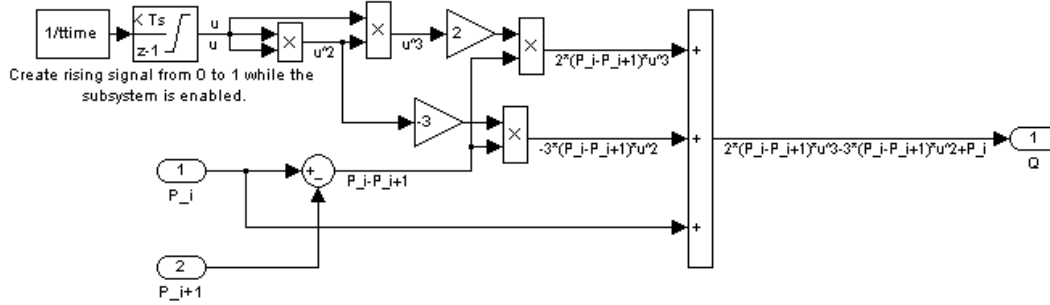 1/ttime
K Ts
z-1
u
u
×
u^2
×
u^3
2
×
2*(P_i-P_i+1)*u^3
+
Create rising signal from 0 to 1 while the
subsystem is enabled.
-3
×
-3*(P_i-P_i+1)*u^2
+
2*(P_i-P_i+1)*u^3-3*(P_i-P_i+1)*u^2+P_i
1
Q
1
P_i
+
-
P_i-P_i+1
+
2
P_i+1